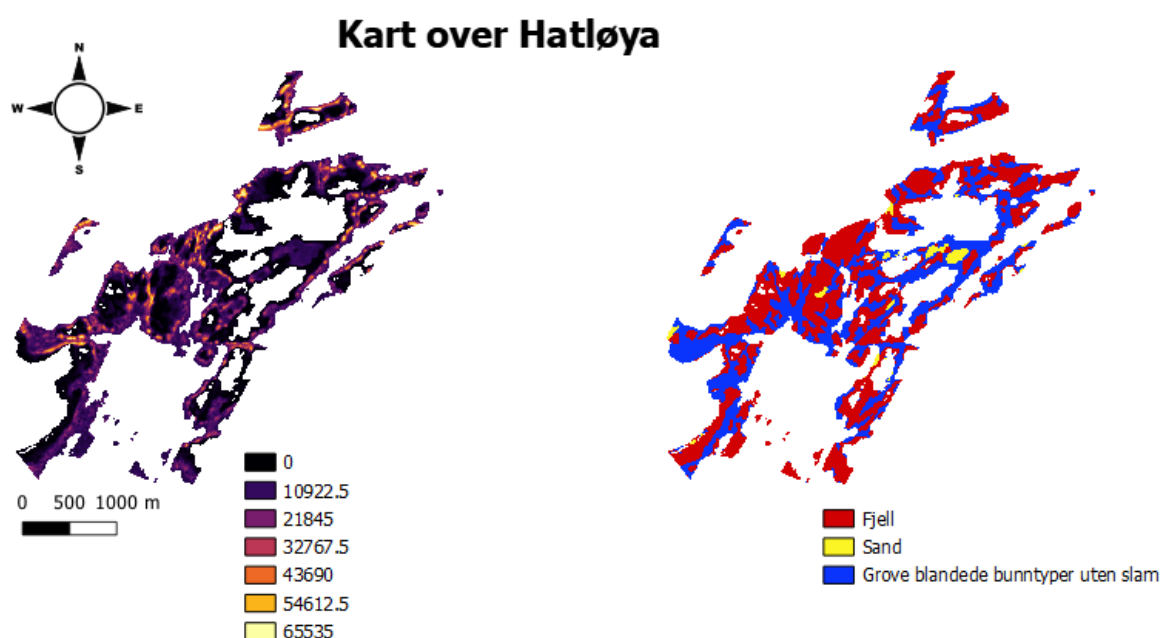 Kart over Hatløya
N
W E
S
0 500 1000 m
0
10922.5
21845
32767.5
43690
54612.5
65535
Fjell
Sand
Grove blandede bunntyper uten slam